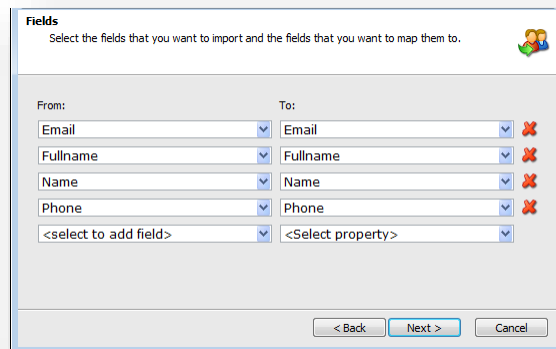 Fields
Select the fields that you want to import and the fields that you want to map them to.
From: To:
Email Email
Fullname Fullname
Name Name
Phone Phone
<select to add field> <Select property>
< Back Next > Cancel